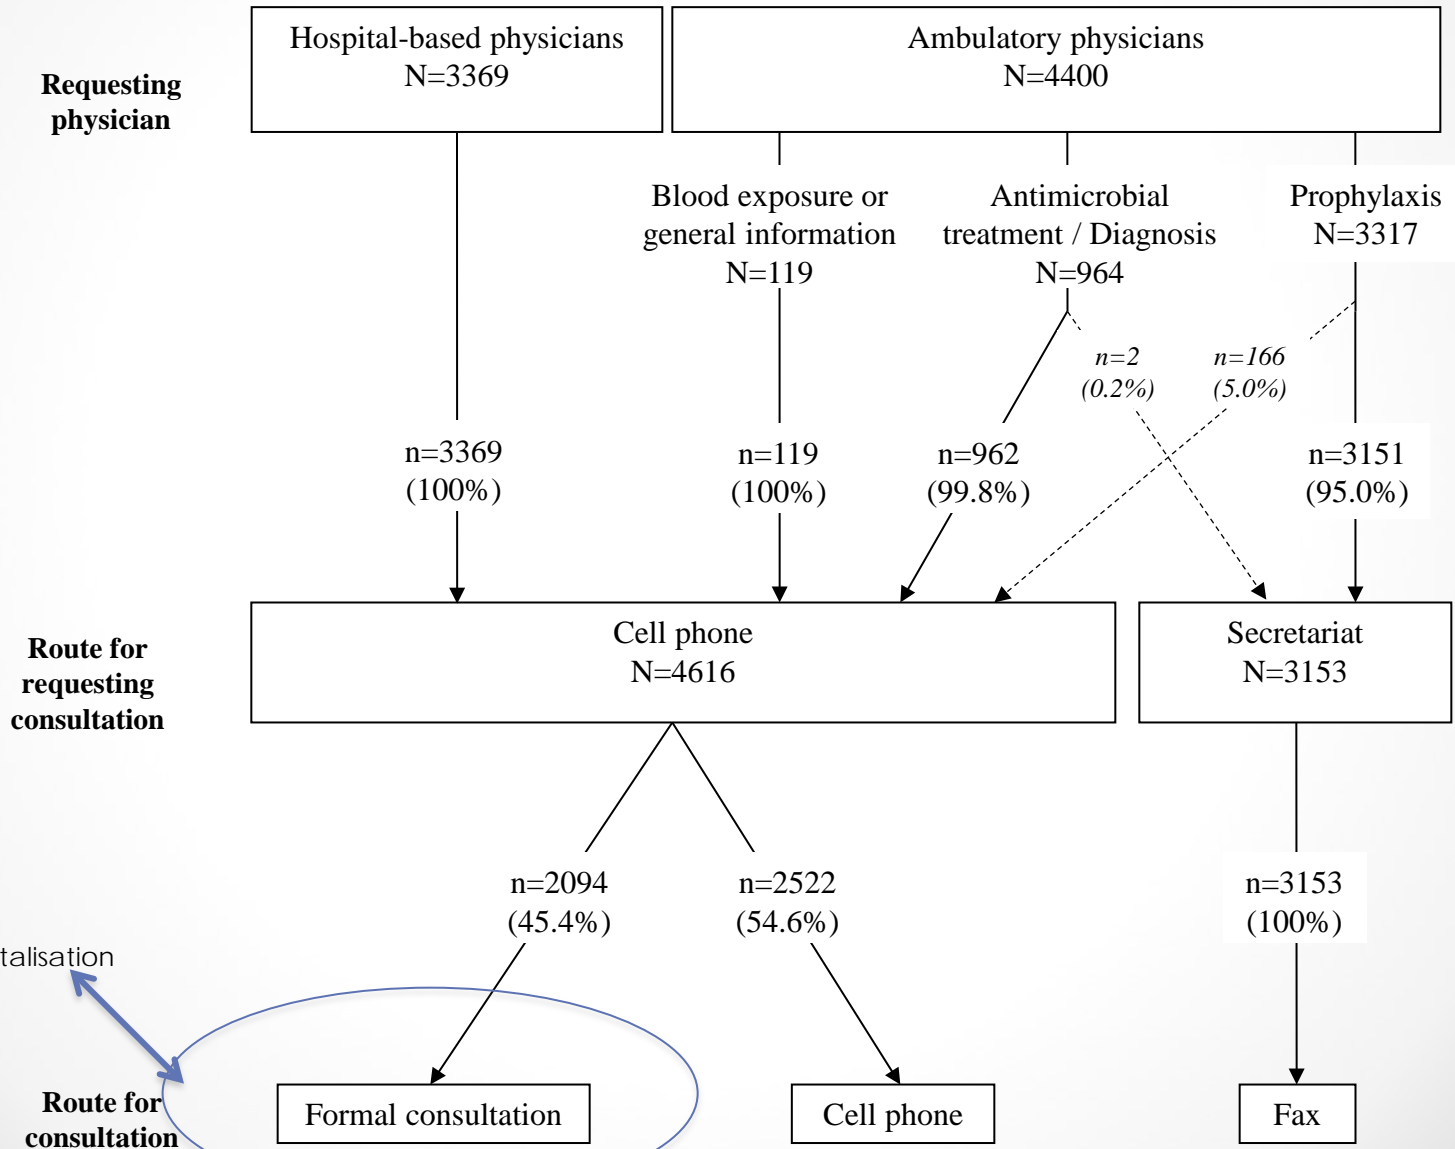 Hospital-based physicians
N=3369
Ambulatory physicians
N=4400
Requesting
physician
Blood exposure or
general information
N=119
Antimicrobial
treatment / Diagnosis
N=964
Prophylaxis
N=3317
n=2
(0.2%)
n=166
(5.0%)
n=3369
(100%)
n=119
(100%)
n=962
(99.8%)
n=3151
(95.0%)
Route for
requesting
consultation
Cell phone
N=4616
Secretariat
N=3153
n=2094
(45.4%)
n=2522
(54.6%)
n=3153
(100%)
talisation
Route for
consultation
Formal consultation
Cell phone
Fax